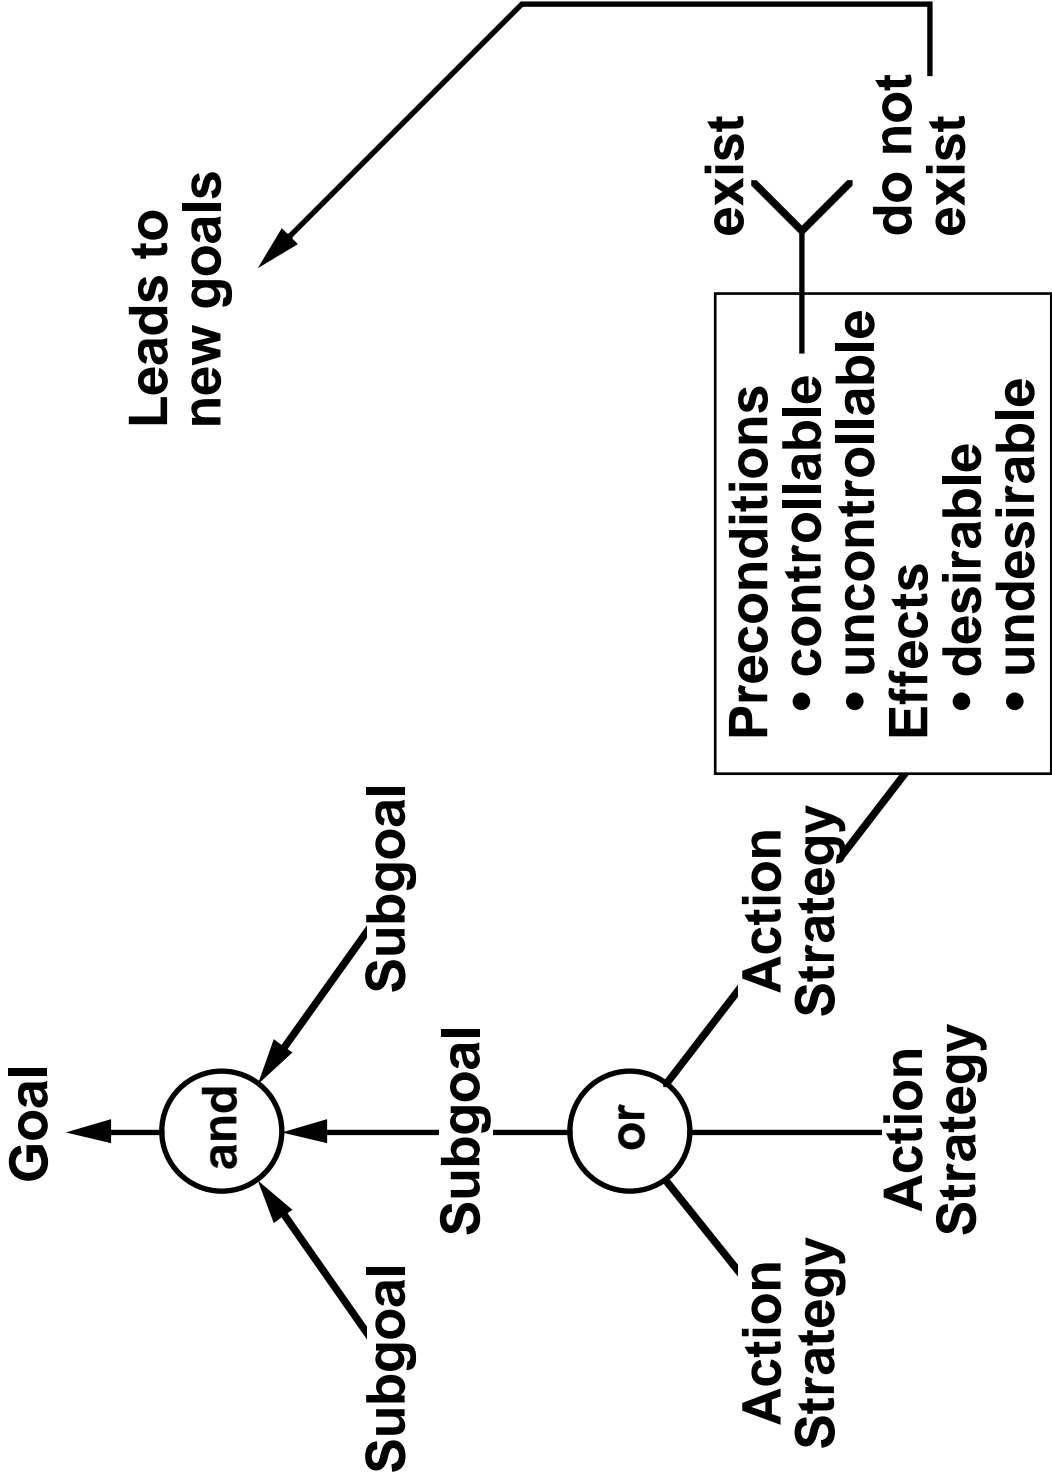 Goal
and
Subgoal
Subgoal
Subgoal
or
Action
Strategy
Action
Strategy
Action
Strategy
Preconditions
• controllable
• uncontrollable
Effects
• desirable
• undesirable
exist
do not
exist
Leads to
new goals